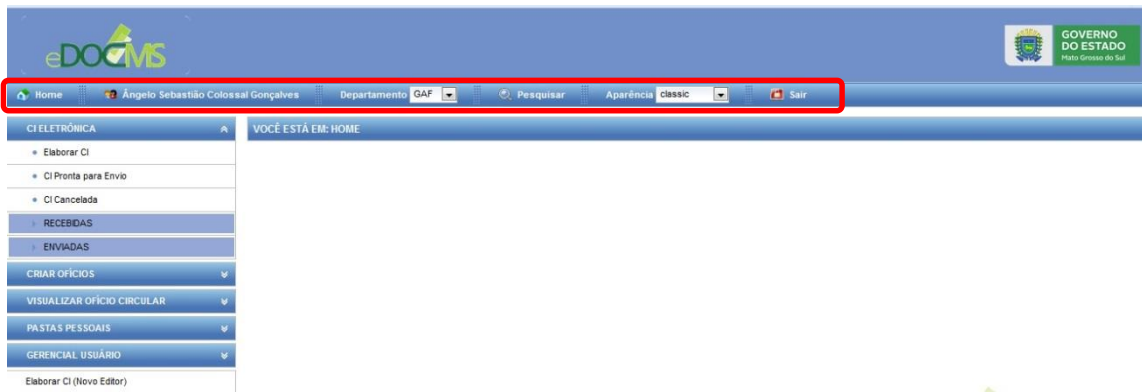 eDOCMS
GOVERNO
DO ESTADO
Mato Grosso do Sul
Home Ângelo Sebastião Colossal Gonçalves Departamento GAF Pesquisar Aparência classic Sair
CI ELETRÔNICA
VOCÊ ESTÁ EM: HOME
Elaborar CI
CI Pronta para Envio
CI Cancelada
RECEBIDAS
ENVIADAS
CRIAR OFÍCIOS
VISUALIZAR OFÍCIO CIRCULAR
PASTAS PESSOAIS
GERENCIAL USUÁRIO
Elaborar CI (Novo Editor)